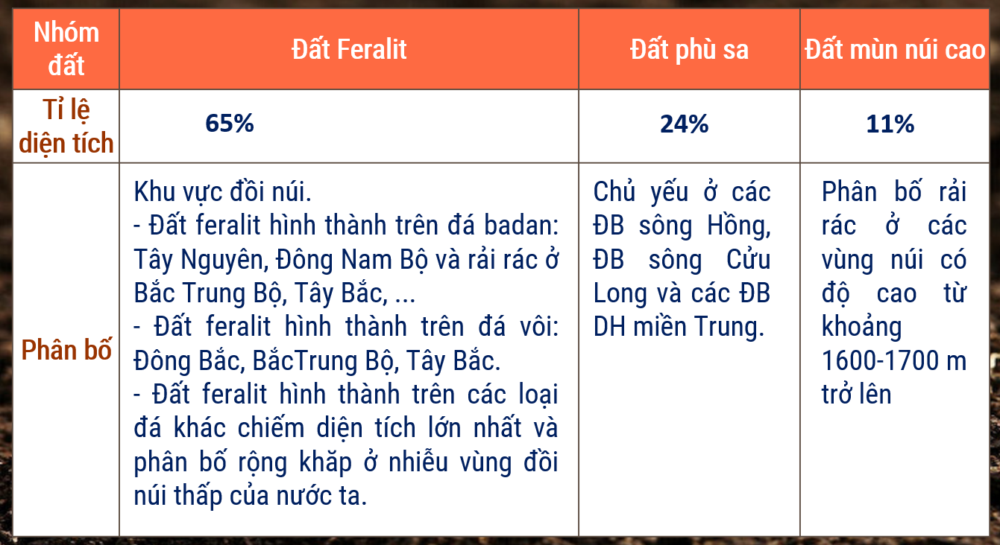 Nhóm
đất
Đất Feralit
Đất phù sa
Đất mùn núi cao
Tỉ lệ
diện tích
65%
24%
11%
Phân bố
Khu vực đồi núi.
- Đất feralit hình thành trên đá badan:
Tây Nguyên, Đông Nam Bộ và rải rác ở
Bắc Trung Bộ, Tây Bắc, ...
- Đất feralit hình thành trên đá vôi:
Đông Bắc, BắcTrung Bộ, Tây Bắc.
- Đất feralit hình thành trên các loại
đá khác chiếm diện tích lớn nhất và
phân bố rộng khăp ở nhiễu vùng đồi
núi thấp của nước ta.
Chủ yếu ở các
ĐB sông Hồng,
ĐB sông Cửu
Long và các ĐB
DH miền Trung.
Phân bố rải
rác ở các
vùng núi có
độ cao từ
khoảng
1600-1700 m
trở lên